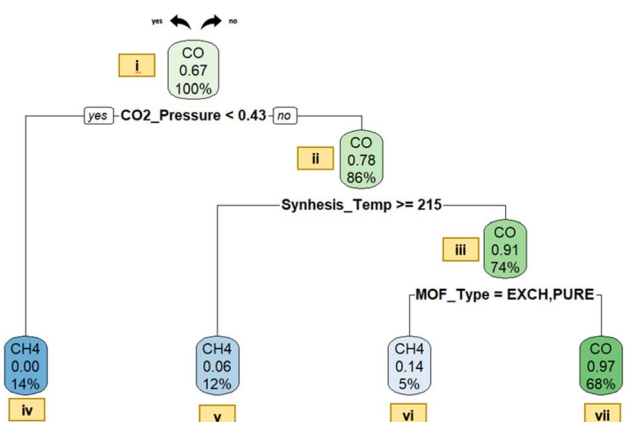 yes no
i
CO
0.67
100%
yes CO2_Pressure < 0.43 no
ii
CO
0.78
86%
Synhesis_Temp >= 215
iii
CO
0.91
74%
MOF_Type = EXCH,PURE
CH4
0.00
14%
iv
CH4
0.06
12%
v
CH4
0.14
5%
vi
CO
0.97
68%
vii